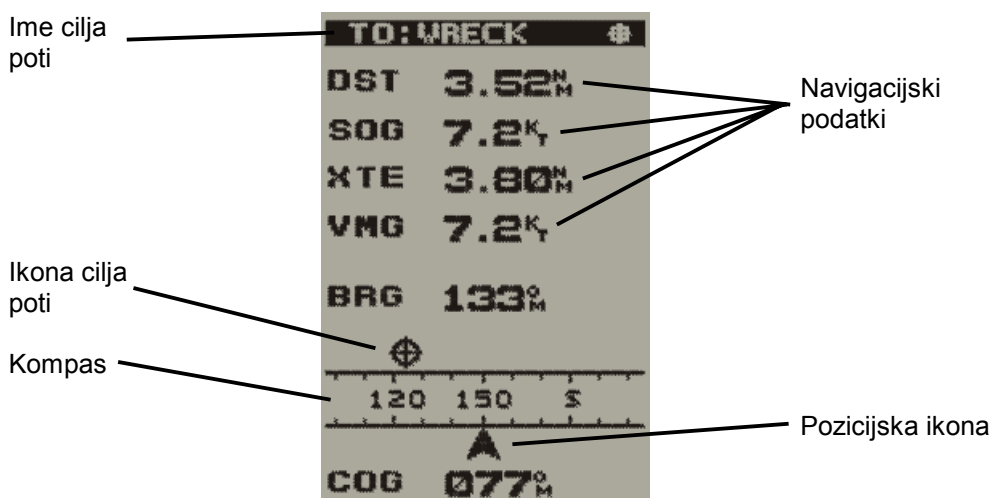 Ime cilja
poti
TO:WRECK
DST 3.52NM
SOG 7.2KT
XTE 3.80NM
VMG 7.2KT
Navigacijski
podatki
Ikona cilja
poti
BRG 133°M
Kompas
120 150 S
Pozicijska ikona
COG 077°M